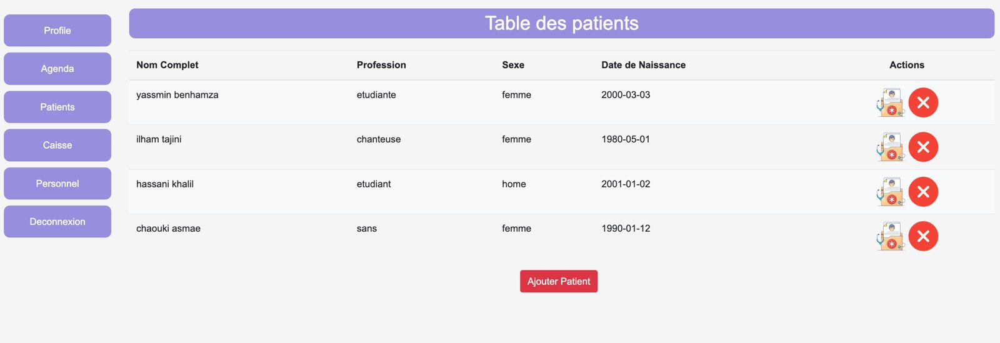 Table des patients
Profile
Agenda
Patients
Caisse
Personnel
Deconnexion
Nom Complet Profession Sexe Date de Naissance Actions
yassmin benhamza etudiante femme 2000-03-03
ilham tajini chanteuse femme 1980-05-01
hassani khalil etudiant home 2001-01-02
chaouki asmae sans femme 1990-01-12
Ajouter Patient